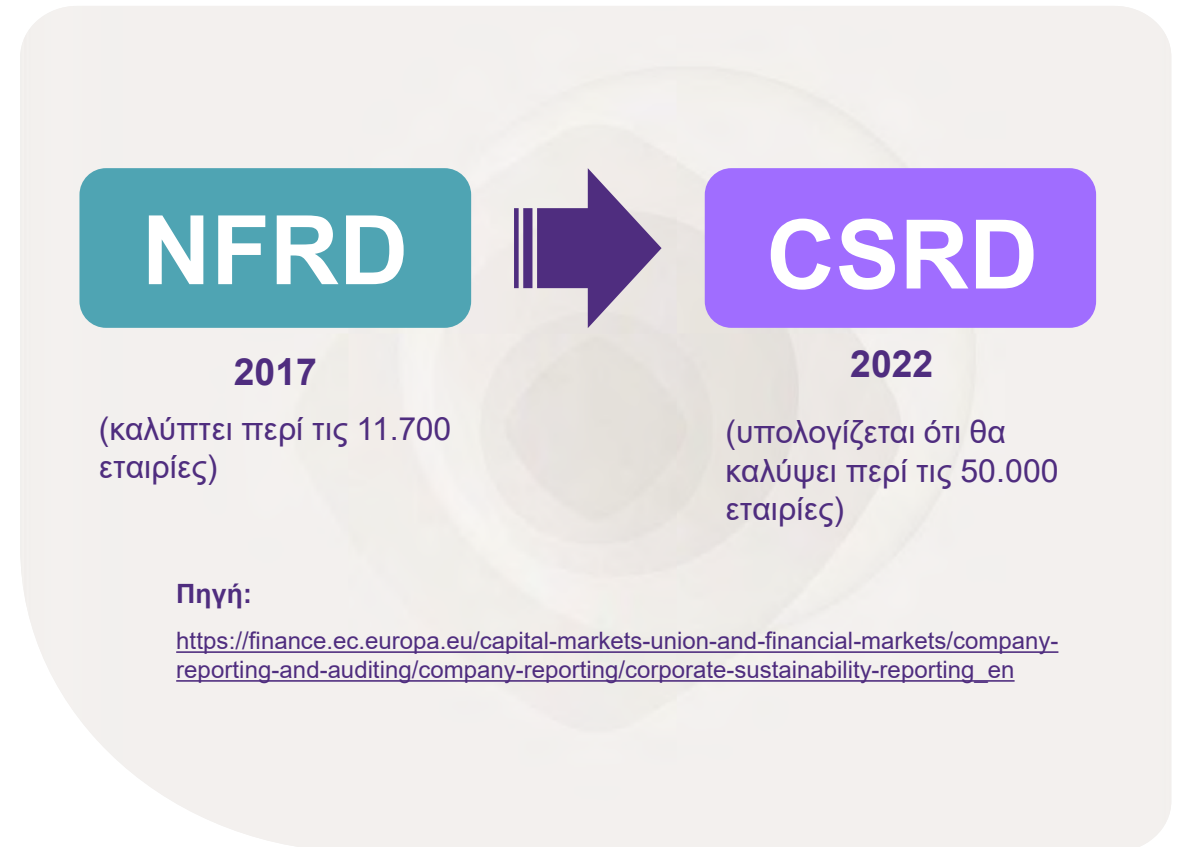 NFRD
CSRD
2017
(καλύπτει περί τις 11.700
εταιρίες)
2022
(υπολογίζεται ότι θα
καλύψει περί τις 50.000
εταιρίες)
Πηγή:
https://finance.ec.europa.eu/capital-markets-union-and-financial-markets/company-
reporting-and-auditing/company-reporting/corporate-sustainability-reporting_en